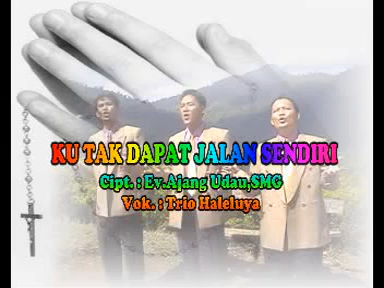 KU TAK DAPAT JALAN SENDIRI
Cipt. : Ev.Ajang Udau,SMG
Vok. : Trio Haleluya